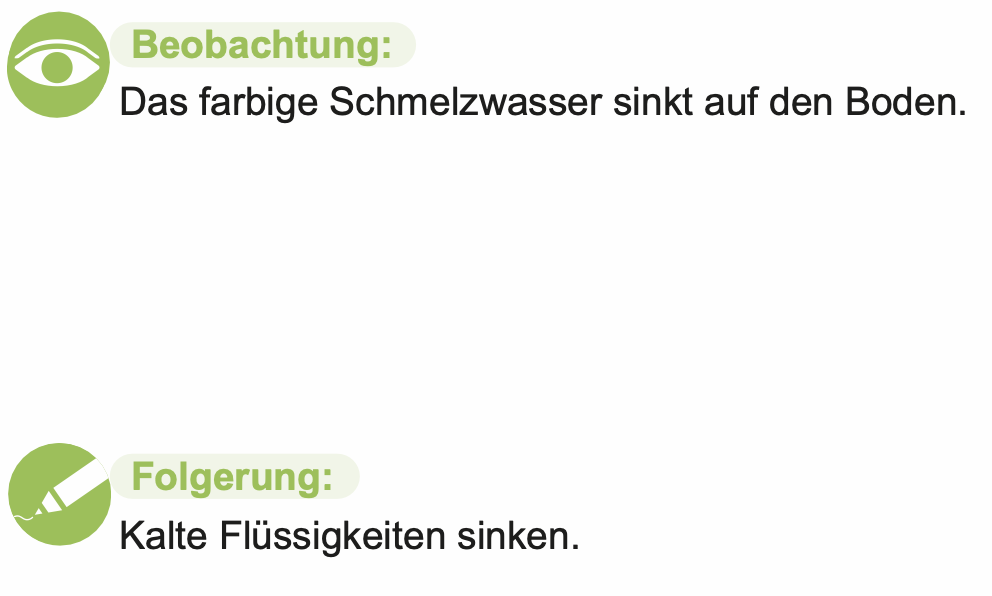 Beobachtung:
Das farbige Schmelzwasser sinkt auf den Boden.
Folgerung:
Kalte Flüssigkeiten sinken.